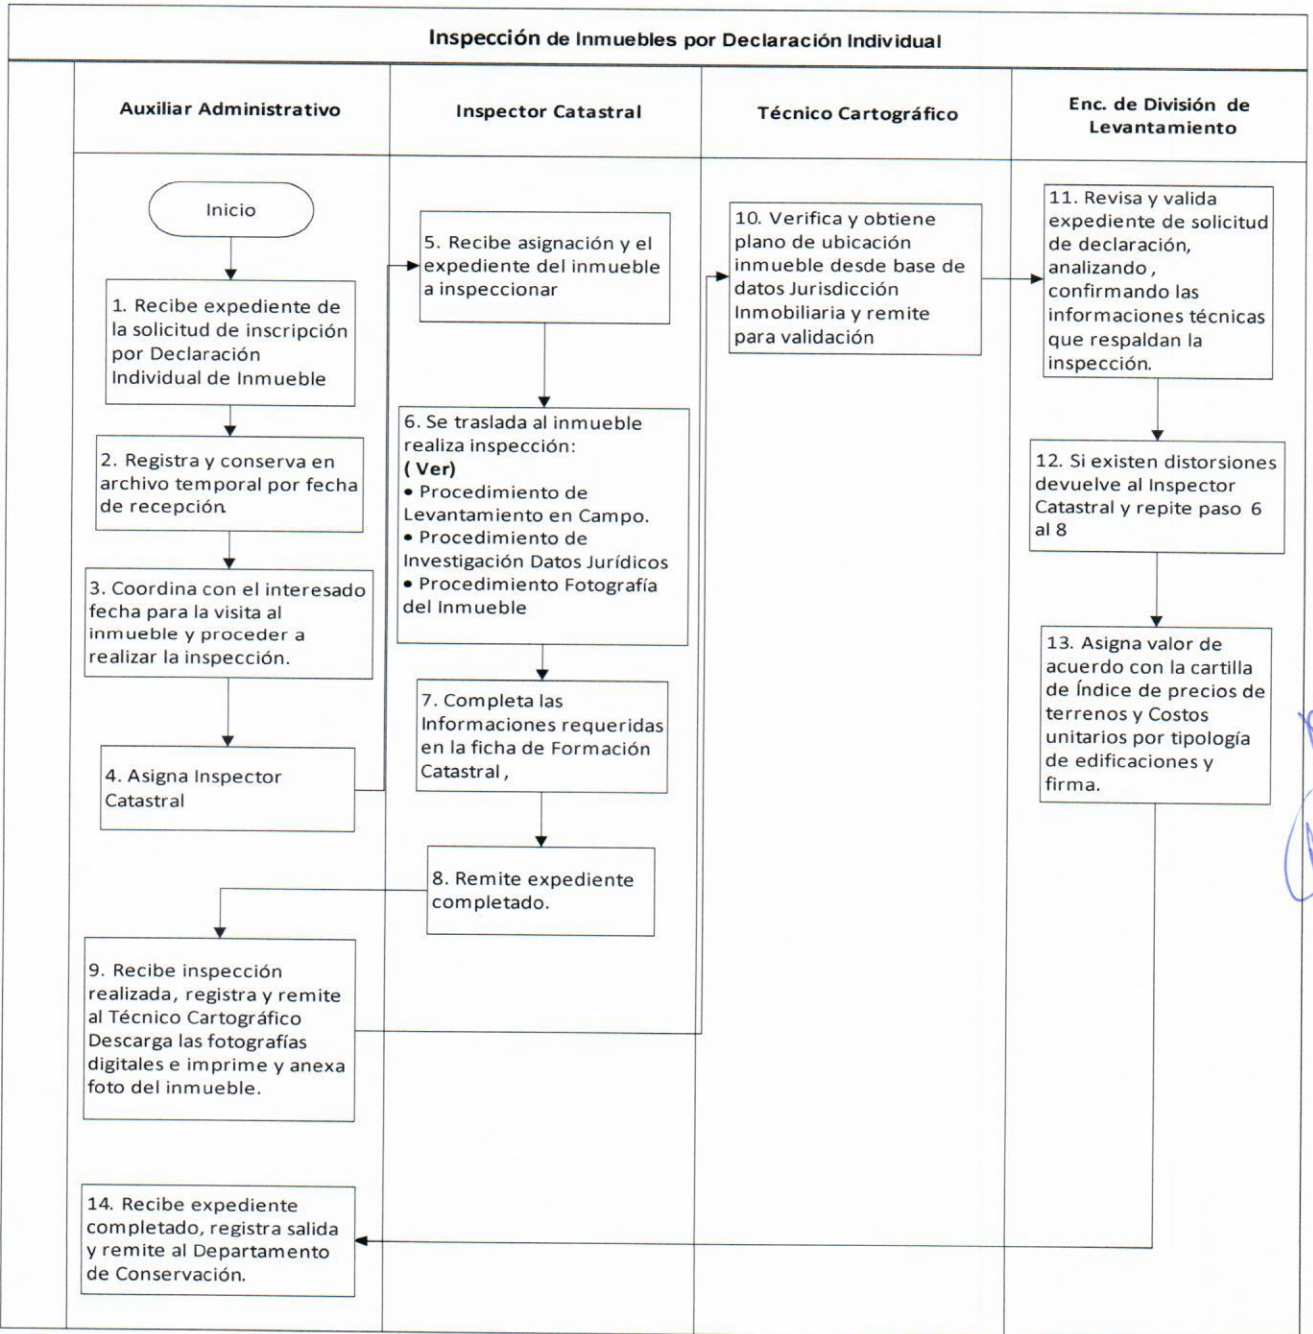 Inspección de Inmuebles por Declaración Individual
Auxiliar Administrativo
Inspector Catastral
Técnico Cartográfico
Enc. de División de
Levantamiento
Inicio
1. Recibe expediente de
la solicitud de inscripción
por Declaración
Individual de Inmueble
2. Registra y conserva en
archivo temporal por fecha
de recepción.
3. Coordina con el interesado
fecha para la visita al
inmueble y proceder a
realizar la inspección.
4. Asigna Inspector
Catastral
5. Recibe asignación y el
expediente del inmueble
a inspeccionar
6. Se traslada al inmueble
realiza inspección:
( Ver)
• Procedimiento de
Levantamiento en Campo.
• Procedimiento de
Investigación Datos Jurídicos
• Procedimiento Fotografía
del Inmueble
7. Completa las
Informaciones requeridas
en la ficha de Formación
Catastral ,
8. Remite expediente
completado.
9. Recibe inspección
realizada, registra y remite
al Técnico Cartográfico
Descarga las fotografías
digitales e imprime y anexa
foto del inmueble.
10. Verifica y obtiene
plano de ubicación
inmueble desde base de
datos Jurisdicción
Inmobiliaria y remite
para validación
11. Revisa y valida
expediente de solicitud
de declaración,
analizando ,
confirmando las
informaciones técnicas
que respaldan la
inspección.
12. Si existen distorsiones
devuelve al Inspector
Catastral y repite paso 6
al 8
13. Asigna valor de
acuerdo con la cartilla
de Índice de precios de
terrenos y Costos
unitarios por tipología
de edificaciones y
firma.
14. Recibe expediente
completado, registra salida
y remite al Departamento
de Conservación.